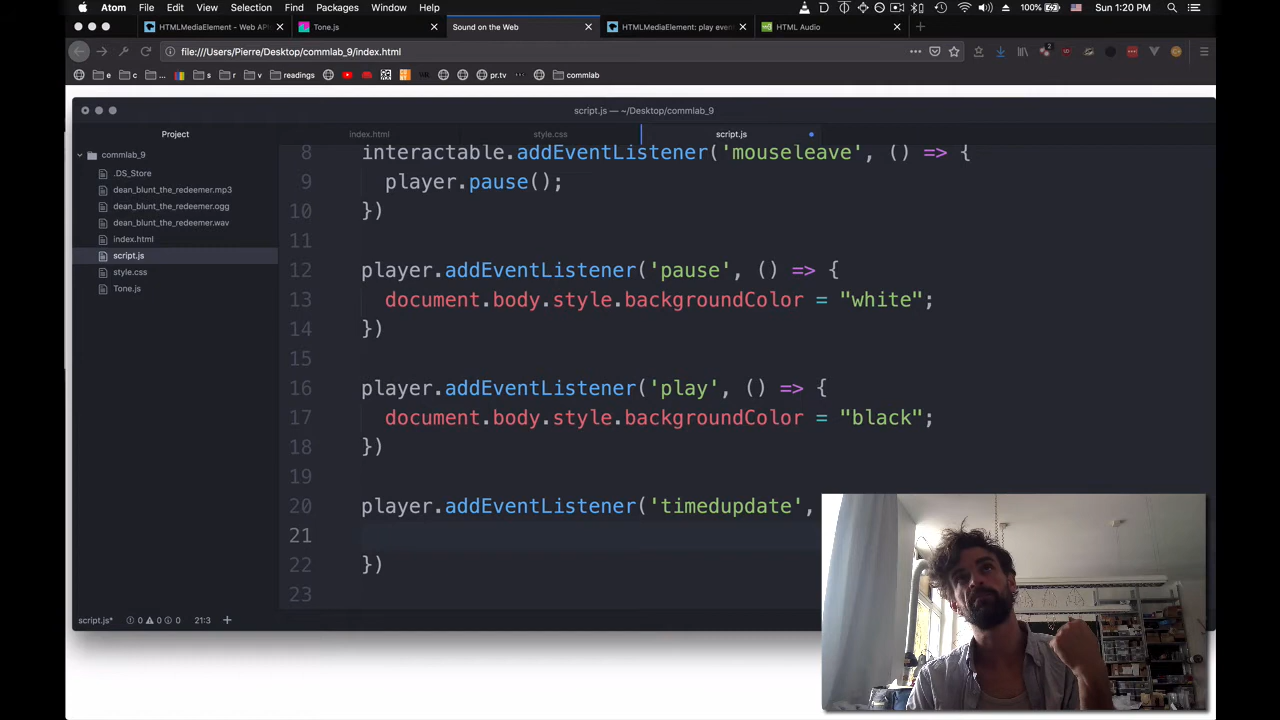 Atom File Edit View Selection Find Packages Window Help 100% Sun 1:20 PM
HTMLMediaElement - Web API Tone.js Sound on the Web HTMLMediaElement: play even HTML Audio
file:///Users/Pierre/Desktop/commlab_9/index.html
e c ... s r v readings pr.tv commlab
script.js — ~/Desktop/commlab_9
Project index.html style.css script.js
commlab_9
.DS_Store
dean_blunt_the_redeemer.mp3
dean_blunt_the_redeemer.ogg
dean_blunt_the_redeemer.wav
index.html
script.js
style.css
Tone.js
8 interactable.addEventListener('mouseleave', () => {
9 player.pause();
10 })
11
12 player.addEventListener('pause', () => {
13 document.body.style.backgroundColor = "white";
14 })
15
16 player.addEventListener('play', () => {
17 document.body.style.backgroundColor = "black";
18 })
19
20 player.addEventListener('timedupdate',
21
22 })
23
script.js* 0 0 0 21:3